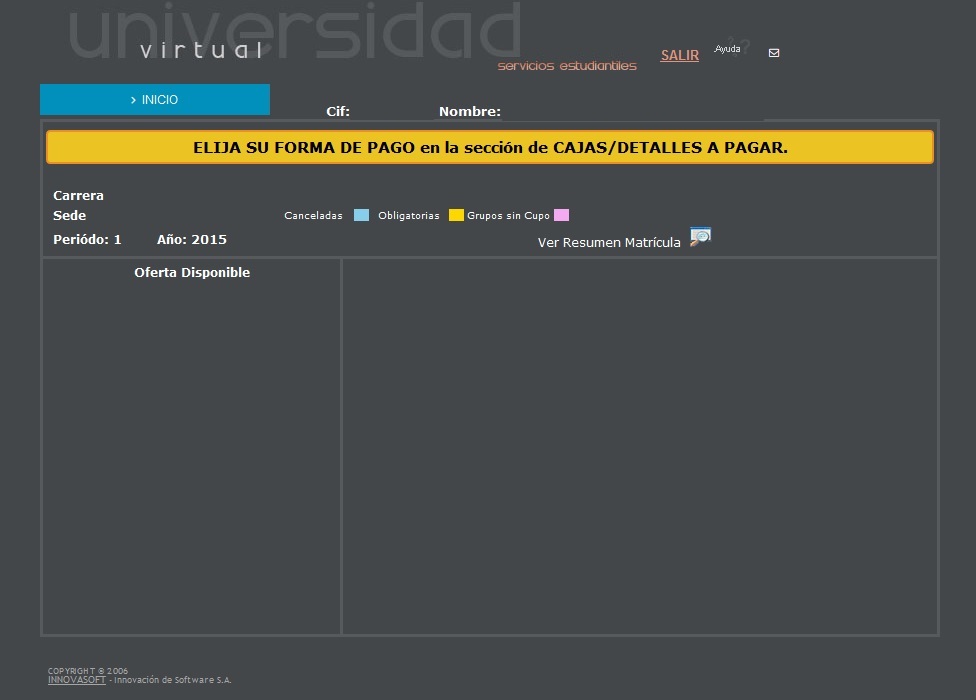 universidad
virtual
servicios estudiantiles
SALIR
Ayuda
?
› INICIO
Cif:
Nombre:
ELIJA SU FORMA DE PAGO en la sección de CAJAS/DETALLES A PAGAR.
Carrera
Sede
Canceladas Obligatorias Grupos sin Cupo
Periódo: 1 Año: 2015
Ver Resumen Matrícula
Oferta Disponible
COPYRIGHT © 2006
INNOVASOFT - Innovación de Software S.A.